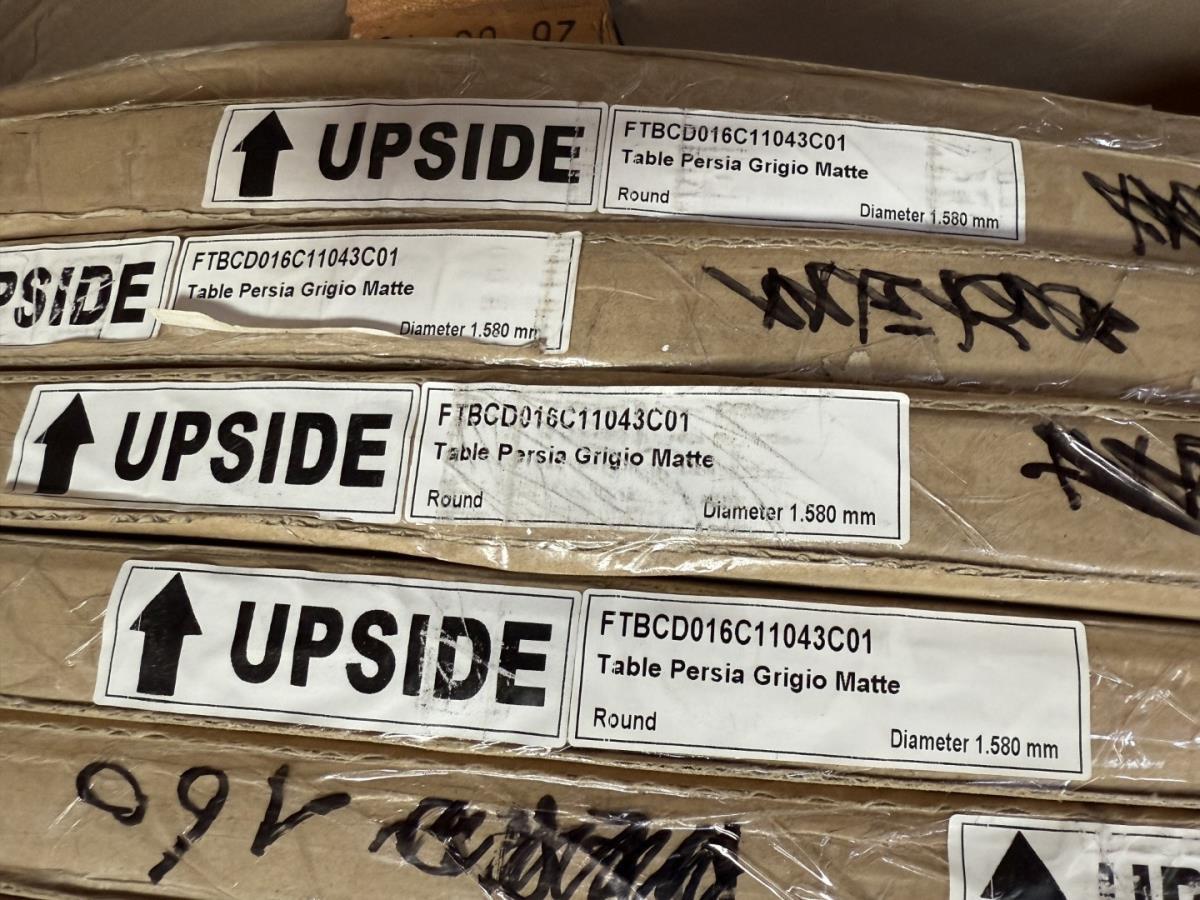 UPSIDE
FTBCD016C11043C01
Table Persia Grigio Matte
Round
Diameter 1.580 mm
PSIDE
FTBCD016C11043C01
Table Persia Grigio Matte
Diameter 1.580 mm
UPSIDE
FTBCD016C11043C01
Table Persia Grigio Matte
Round
Diameter 1.580 mm
UPSIDE
FTBCD016C11043C01
Table Persia Grigio Matte
Round
Diameter 1.580 mm